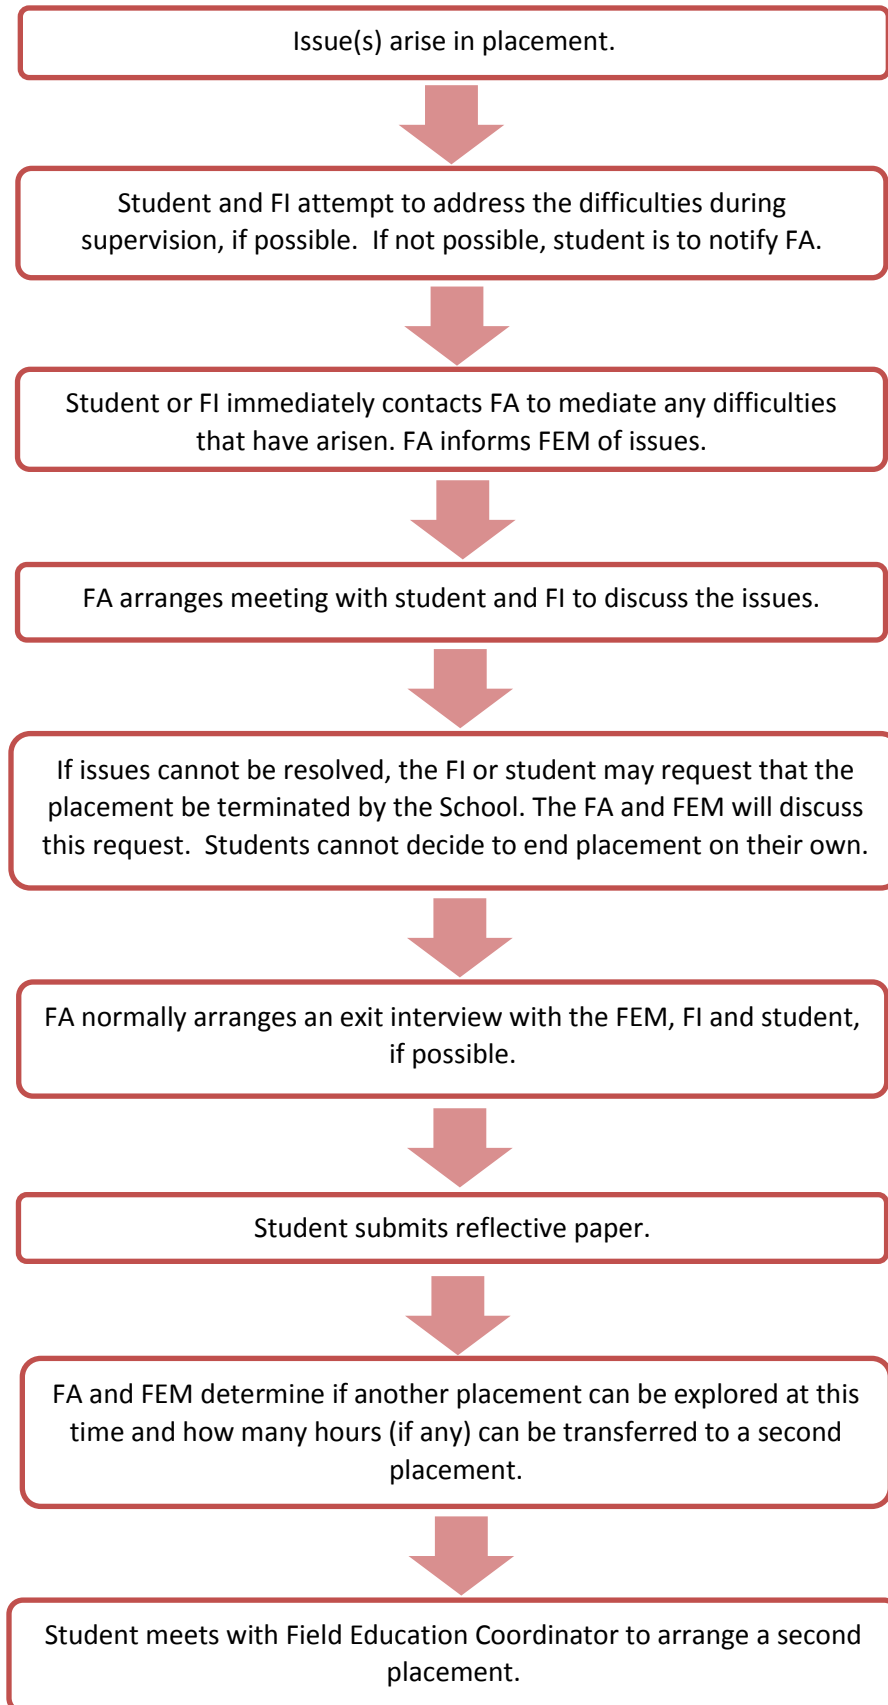 Issue(s) arise in placement.
Student and FI attempt to address the difficulties during
supervision, if possible.  If not possible, student is to notify FA.
Student or FI immediately contacts FA to mediate any difficulties
that have arisen. FA informs FEM of issues.
FA arranges meeting with student and FI to discuss the issues.
If issues cannot be resolved, the FI or student may request that the
placement be terminated by the School. The FA and FEM will discuss
this request.  Students cannot decide to end placement on their own.
FA normally arranges an exit interview with the FEM, FI and student,
if possible.
Student submits reflective paper.
FA and FEM determine if another placement can be explored at this
time and how many hours (if any) can be transferred to a second
placement.
Student meets with Field Education Coordinator to arrange a second
placement.